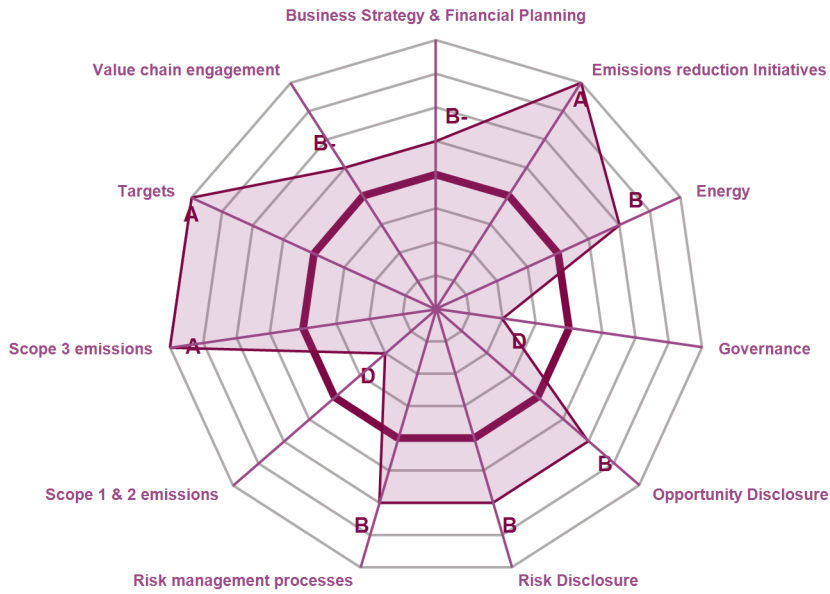 Business Strategy & Financial Planning
Value chain engagement
Emissions reduction Initiatives
A
B-
B-
Targets
A
B
Energy
Scope 3 emissions
A
D
Governance
D
B
Scope 1 & 2 emissions
Opportunity Disclosure
B
B
Risk management processes
Risk Disclosure